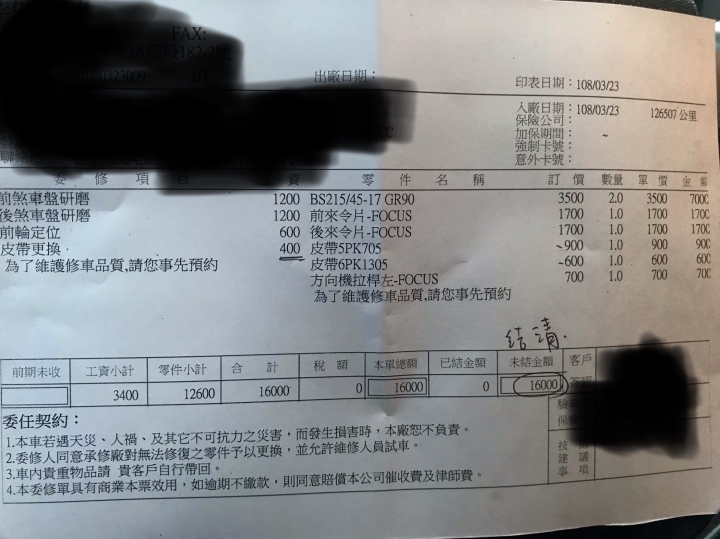 FAX:
182-2號
1/1
出廠日期：
印表日期：108/03/23
入廠日期：108/03/23 126507 公里
保險公司：
加保期間： ~
強制卡號：
意外卡號：
委 修 項 目 資 零 件 名 稱 訂 價 數量 單 價 金 額
前煞車盤研磨 1200 BS215/45-17 GR90 3500 2.0 3500 7000
後煞車盤研磨 1200 前來令片-FOCUS 1700 1.0 1700 1700
前輪定位 600 後來令片-FOCUS 1700 1.0 1700 1700
皮帶更換 400 皮帶5PK705 900 1.0 900 900
為了維護修車品質,請您事先預約 皮帶6PK1305 600 1.0 600 600
方向機拉桿左-FOCUS 700 1.0 700 700
為了維護修車品質,請您事先預約
結清.
前期未收 工資小計 零件小計 合 計 稅 額 本單總額 已結金額 未結金額 客戶
3400 12600 16000 0 16000 0 16000
委任契約：
1.本車若遇天災、人禍、及其它不可抗力之災害，而發生損害時，本廠恕不負責。
2.委修人同意承修廠對無法修復之零件予以更換，並允許維修人員試車。
3.車內貴重物品請 貴客戶自行帶回。
4.本委修單具有商業本票效用，如逾期不繳款，則同意賠償本公司催收費及律師費。
技 議
建
事 項